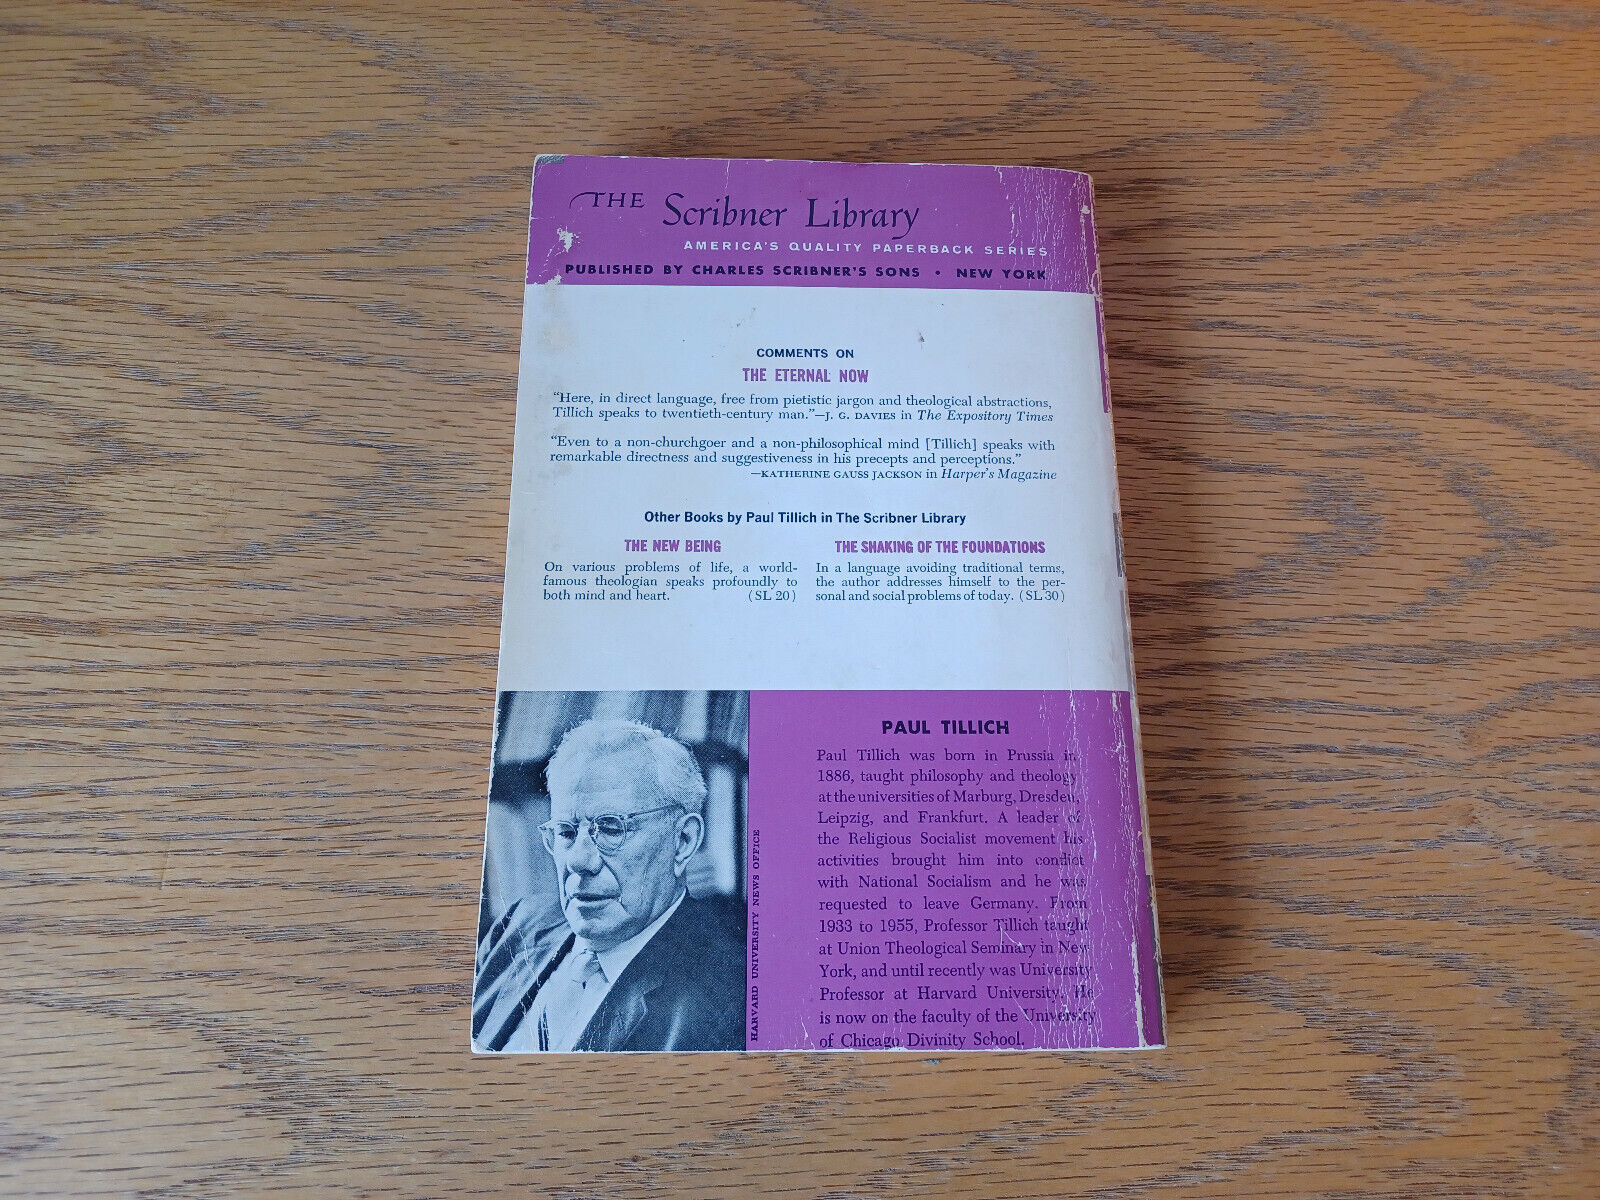 THE Scribner Library
AMERICA'S QUALITY PAPERBACK SERIES
PUBLISHED BY CHARLES SCRIBNER'S SONS • NEW YORK
COMMENTS ON
THE ETERNAL NOW
“Here, in direct language, free from pietistic jargon and theological abstractions,
Tillich speaks to twentieth-century man.”—J. G. DAVIES in The Expository Times
“Even to a non-churchgoer and a non-philosophical mind [Tillich] speaks with
remarkable directness and suggestiveness in his precepts and perceptions.”
—KATHERINE GAUSS JACKSON in Harper's Magazine
Other Books by Paul Tillich in The Scribner Library
THE NEW BEING
On various problems of life, a world-
famous theologian speaks profoundly to
both mind and heart. (SL 20)
THE SHAKING OF THE FOUNDATIONS
In a language avoiding traditional terms,
the author addresses himself to the per-
sonal and social problems of today. (SL 30)
HARVARD UNIVERSITY NEWS OFFICE
PAUL TILLICH
Paul Tillich was born in Prussia in
1886, taught philosophy and theology
at the universities of Marburg, Dresden,
Leipzig, and Frankfurt. A leader of
the Religious Socialist movement his
activities brought him into conflict
with National Socialism and he was
requested to leave Germany. From
1933 to 1955, Professor Tillich taught
at Union Theological Seminary in New
York, and until recently was University
Professor at Harvard University. He
is now on the faculty of the University
of Chicago Divinity School.